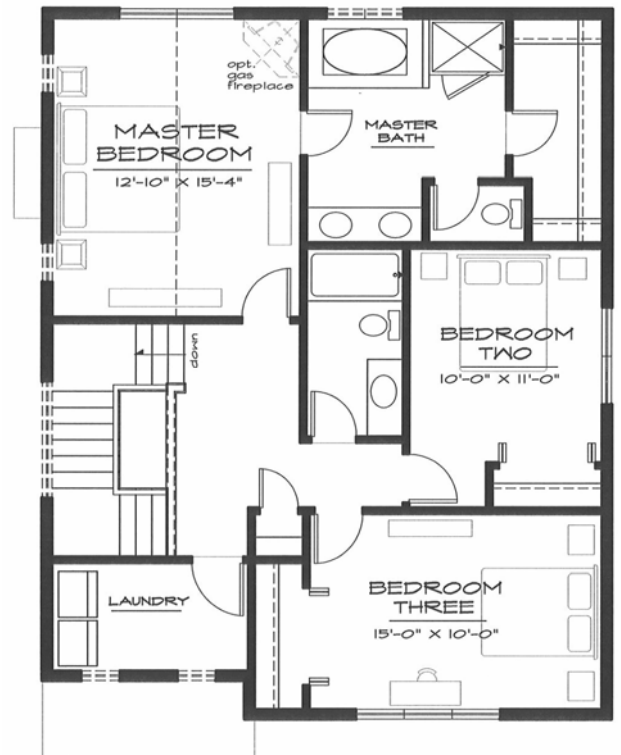 opt.
gas
fireplace
MASTER
BEDROOM
12'-10" X 15'-4"
MASTER
BATH
down
BEDROOM
TWO
10'-0" X 11'-0"
LAUNDRY
BEDROOM
THREE
15'-0" X 10'-0"